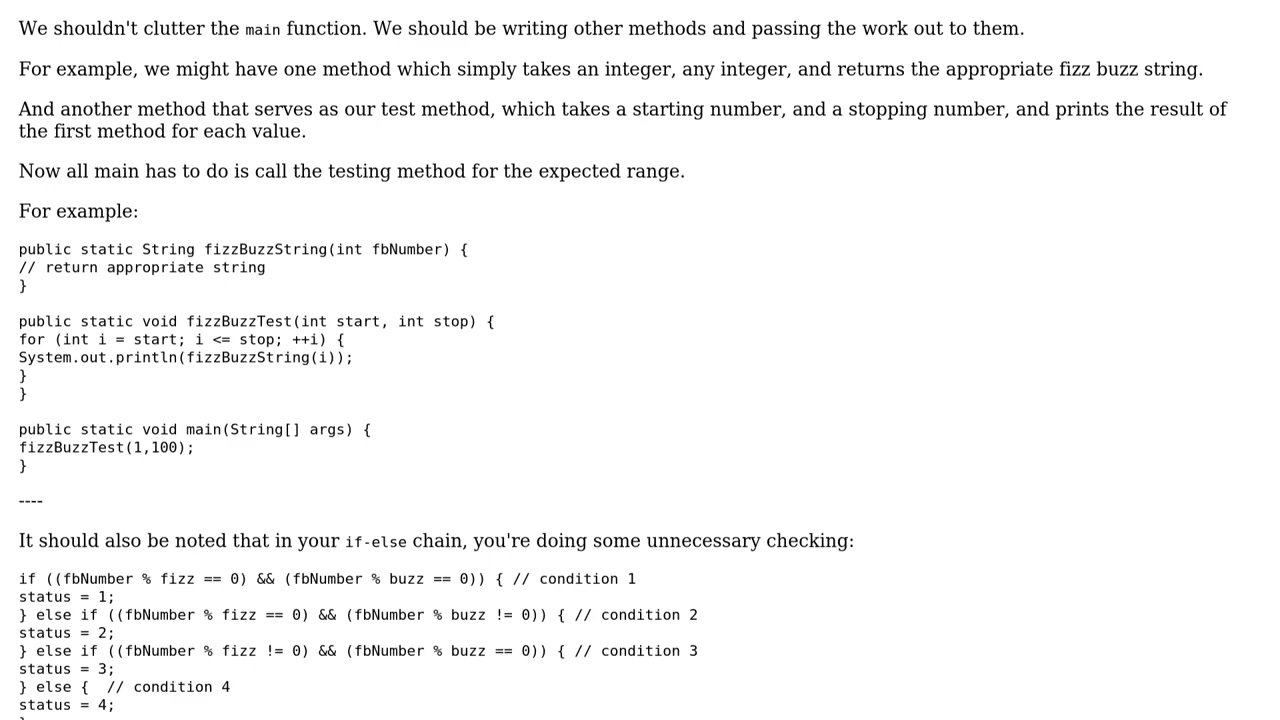 We shouldn't clutter the main function. We should be writing other methods and passing the work out to them.
For example, we might have one method which simply takes an integer, any integer, and returns the appropriate fizz buzz string.
And another method that serves as our test method, which takes a starting number, and a stopping number, and prints the result of
the first method for each value.
Now all main has to do is call the testing method for the expected range.
For example:
public static String fizzBuzzString(int fbNumber) {
// return appropriate string
}
public static void fizzBuzzTest(int start, int stop) {
for (int i = start; i <= stop; ++i) {
System.out.println(fizzBuzzString(i));
}
}
public static void main(String[] args) {
fizzBuzzTest(1,100);
}
----
It should also be noted that in your if-else chain, you're doing some unnecessary checking:
if ((fbNumber % fizz == 0) && (fbNumber % buzz == 0)) { // condition 1
status = 1;
} else if ((fbNumber % fizz == 0) && (fbNumber % buzz != 0)) { // condition 2
status = 2;
} else if ((fbNumber % fizz != 0) && (fbNumber % buzz == 0)) { // condition 3
status = 3;
} else {  // condition 4
status = 4;